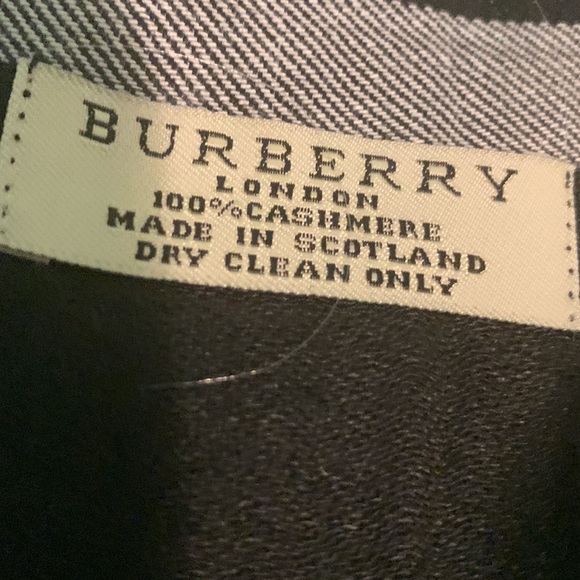 BURBERRY
LONDON
100%CASHMERE
MADE IN SCOTLAND
DRY CLEAN ONLY